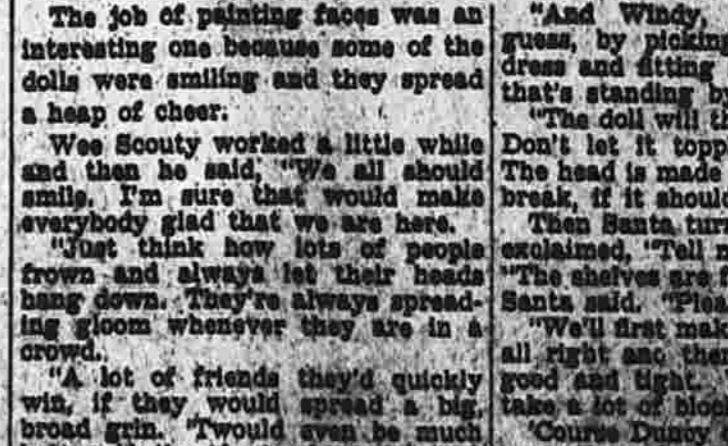 The job of painting faces was an
interesting one because some of the
dolls were smiling and they spread
a heap of cheer.
Wee Scouty worked a little while
and then he said, "We all should
smile. I'm sure that would make
everybody glad that we are here.
"Just think how lots of people
frown and always let their heads
hang down. They're always spread-
ing gloom whenever they are in a
crowd.
"A lot of friends they'd quickly
win, if they would spread a big,
broad grin. 'Twould even be much
"And Windy,
guess, by pickin
dress and fitting
that's standing b
"The doll will t
Don't let it topp
The head is made
break, if it shoul
Then Santa tur
exclaimed, "Tell m
"The shelves are
Santa said. "Ple
"We'll first mak
all right and the
good and tight.
take a lot of bloc
'Course Duncy